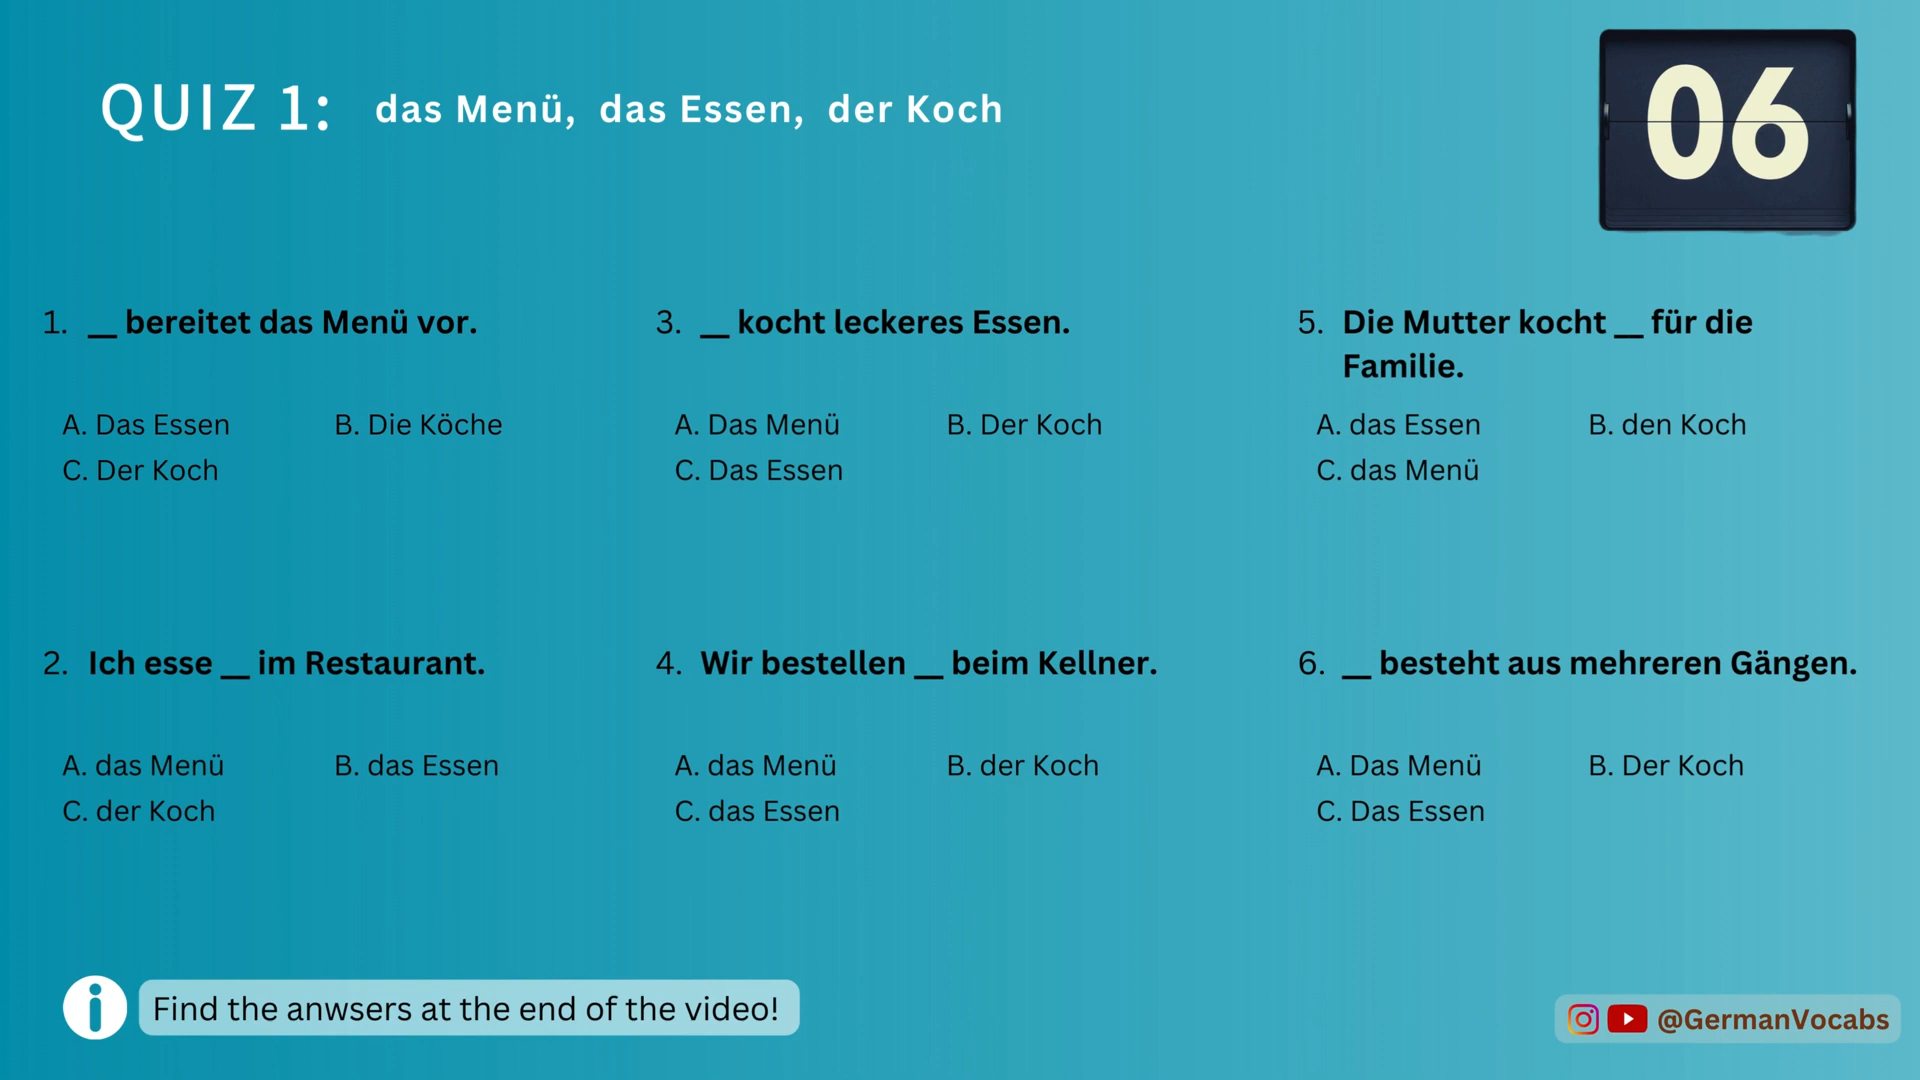 QUIZ 1: das Menü, das Essen, der Koch
06
1. __ bereitet das Menü vor.
A. Das Essen B. Die Köche
C. Der Koch
2. Ich esse __ im Restaurant.
A. das Menü B. das Essen
C. der Koch
3. __ kocht leckeres Essen.
A. Das Menü B. Der Koch
C. Das Essen
4. Wir bestellen __ beim Kellner.
A. das Menü B. der Koch
C. das Essen
5. Die Mutter kocht __ für die
Familie.
A. das Essen B. den Koch
C. das Menü
6. __ besteht aus mehreren Gängen.
A. Das Menü B. Der Koch
C. Das Essen
i Find the anwsers at the end of the video!
@GermanVocabs